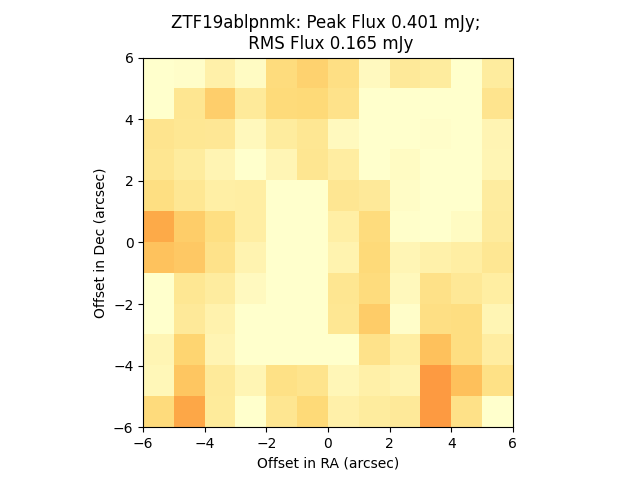 ZTF19ablpnmk: Peak Flux 0.401 mJy;
RMS Flux 0.165 mJy
6
4
2
0
−2
−4
−6
Offset in Dec (arcsec)
−6 −4 −2 0 2 4 6
Offset in RA (arcsec)